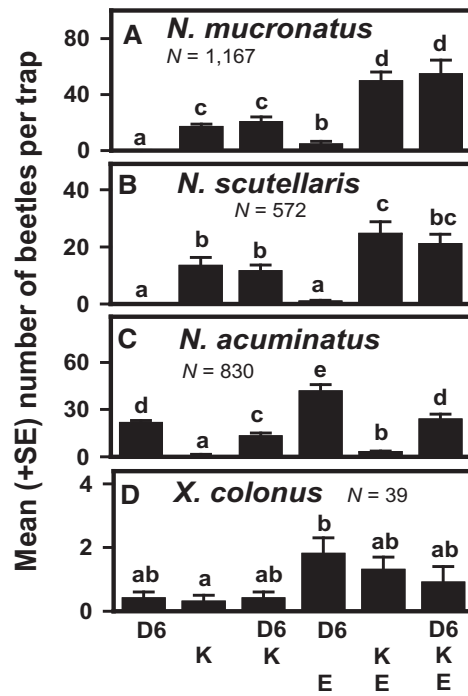 Mean (+SE) number of beetles per trap
A N. mucronatus
N = 1,167
80
40
0
a c c b d d
B N. scutellaris
N = 572
40
20
0
a b b a c bc
C N. acuminatus
N = 830
60
30
0
d a c e b d
D X. colonus N = 39
4
2
0
ab a ab b ab ab
D6 D6 D6 D6
K K K K
E E E